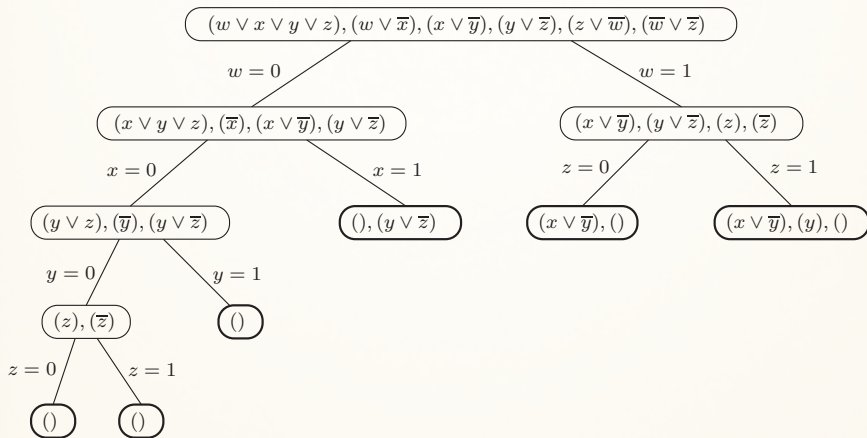 (w ∨ x ∨ y ∨ z), (w ∨ x̅), (x ∨ y̅), (y ∨ z̅), (z ∨ w̅), (w̅ ∨ z̅)
w = 0 w = 1
(x ∨ y ∨ z), (x̅), (x ∨ y̅), (y ∨ z̅) (x ∨ y̅), (y ∨ z̅), (z), (z̅)
x = 0 x = 1 z = 0 z = 1
(y ∨ z), (y̅), (y ∨ z̅) (), (y ∨ z̅) (x ∨ y̅), () (x ∨ y̅), (y), ()
y = 0 y = 1
(z), (z̅) ()
z = 0 z = 1
() ()